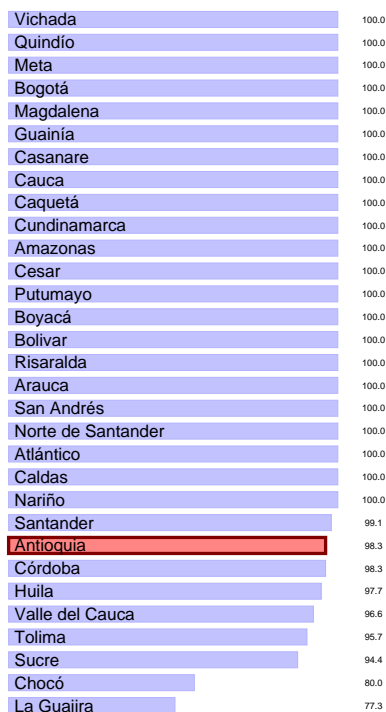 Vichada 100.0
Quindío 100.0
Meta 100.0
Bogotá 100.0
Magdalena 100.0
Guainía 100.0
Casanare 100.0
Cauca 100.0
Caquetá 100.0
Cundinamarca 100.0
Amazonas 100.0
Cesar 100.0
Putumayo 100.0
Boyacá 100.0
Bolivar 100.0
Risaralda 100.0
Arauca 100.0
San Andrés 100.0
Norte de Santander 100.0
Atlántico 100.0
Caldas 100.0
Nariño 100.0
Santander 99.1
Antioquia 98.3
Córdoba 98.3
Huila 97.7
Valle del Cauca 96.6
Tolima 95.7
Sucre 94.4
Chocó 80.0
La Guajira 77.3